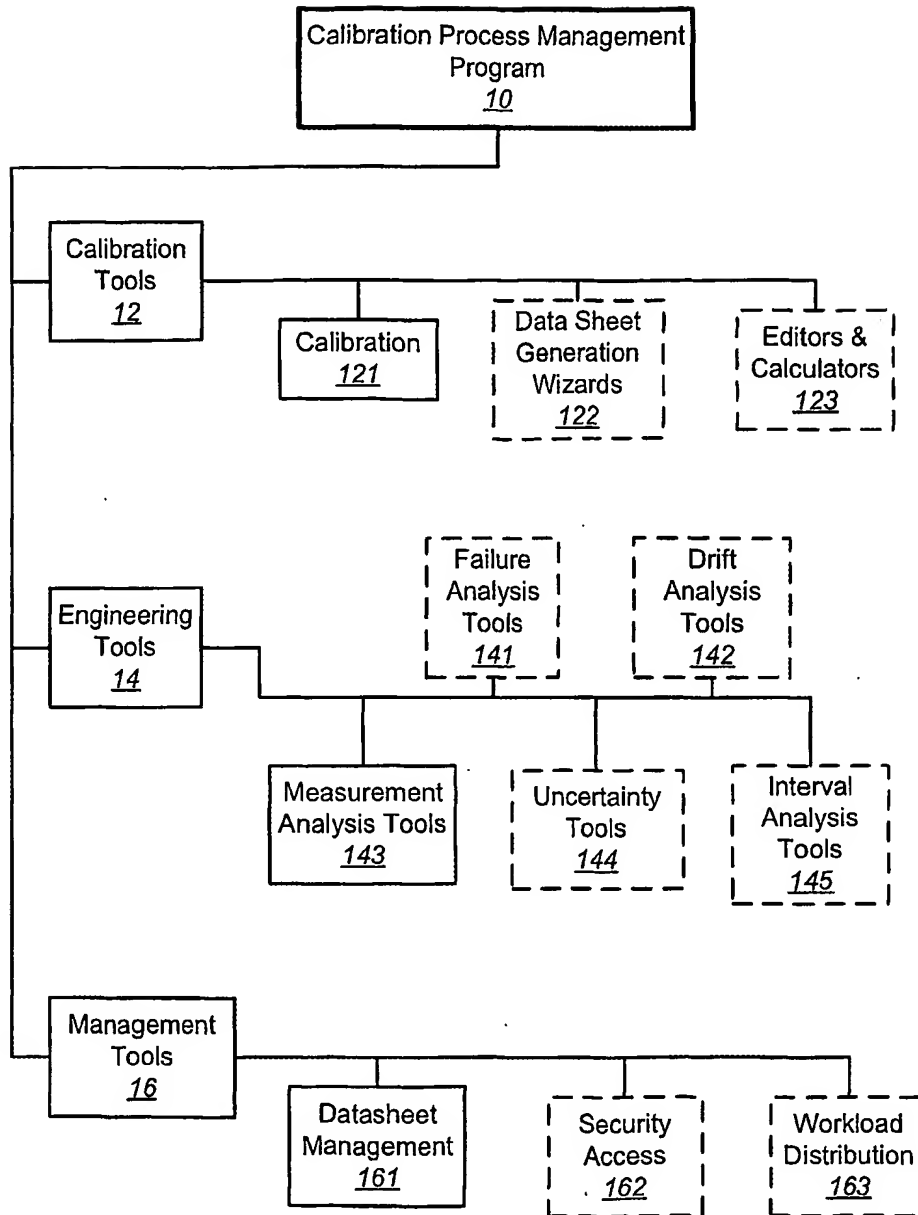 Calibration Process Management
Program
10
Calibration
Tools
12
Calibration
121
Data Sheet
Generation
Wizards
122
Editors &
Calculators
123
Failure
Analysis
Tools
141
Drift
Analysis
Tools
142
Engineering
Tools
14
Measurement
Analysis Tools
143
Uncertainty
Tools
144
Interval
Analysis
Tools
145
Management
Tools
16
Datasheet
Management
161
Security
Access
162
Workload
Distribution
163